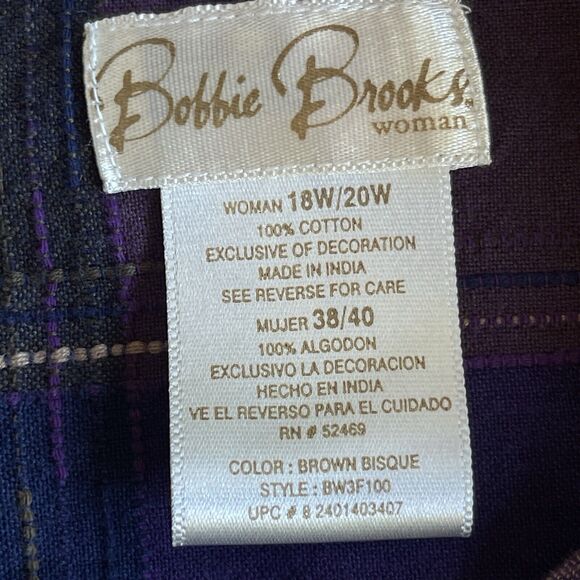 Bobbie Brooks.
woman
WOMAN 18W/20W
100% COTTON
EXCLUSIVE OF DECORATION
MADE IN INDIA
SEE REVERSE FOR CARE
MUJER 38/40
100% ALGODON
EXCLUSIVO LA DECORACION
HECHO EN INDIA
VE EL REVERSO PARA EL CUIDADO
RN # 52469
COLOR : BROWN BISQUE
STYLE : BW3F100
UPC # 8 2401403407